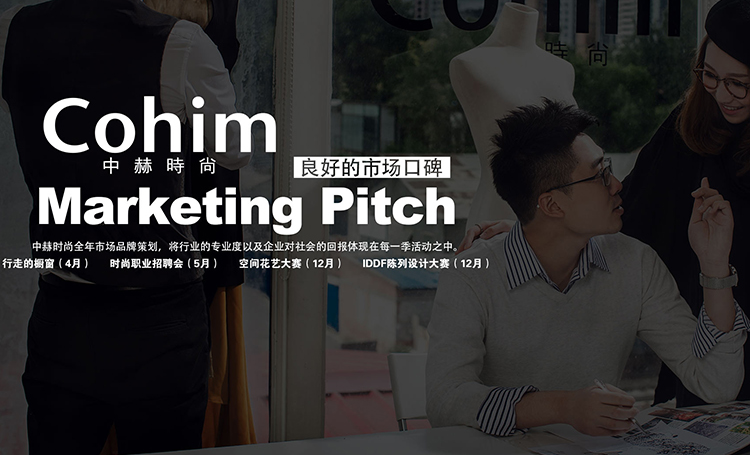 Cohim
時尚
Cohim
中赫時尚
良好的市场口碑
Marketing Pitch
中赫时尚全年市场品牌策划，将行业的专业度以及企业对社会的回报体现在每一季活动之中。
行走的橱窗（4月） 时尚职业招聘会（5月） 空间花艺大赛（12月） IDDF陈列设计大赛（12月）